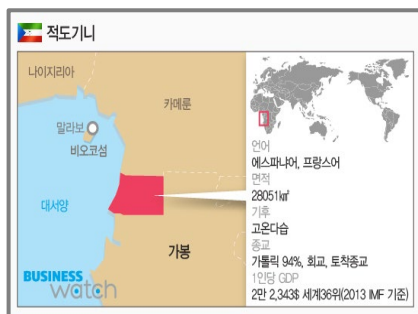 적도기니
나이지리아
카메룬
말라보
비오코섬
대서양
가봉
BUSINESS
watch
언어
에스파냐어, 프랑스어
면적
28051㎢
기후
고온다습
종교
가톨릭 94%, 회교, 토착종교
1인당 GDP
2만 2,343$ 세계36위(2013 IMF 기준)